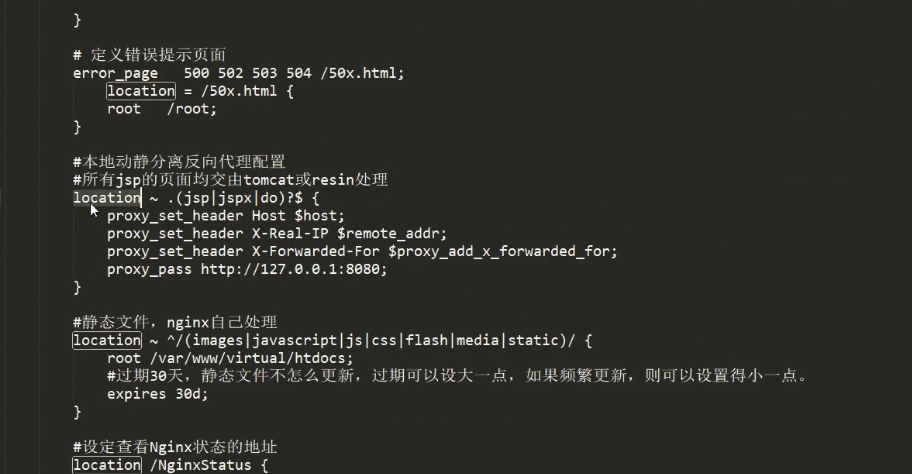 }
# 定义错误提示页面
error_page   500 502 503 504 /50x.html;
    location = /50x.html {
    root   /root;
}
#本地动静分离反向代理配置
#所有jsp的页面均交由tomcat或resin处理
location ~ .(jsp|jspx|do)?$ {
    proxy_set_header Host $host;
    proxy_set_header X-Real-IP $remote_addr;
    proxy_set_header X-Forwarded-For $proxy_add_x_forwarded_for;
    proxy_pass http://127.0.0.1:8080;
}
#静态文件，nginx自己处理
location ~ ^/(images|javascript|js|css|flash|media|static)/ {
    root /var/www/virtual/htdocs;
    #过期30天，静态文件不怎么更新，过期可以设大一点，如果频繁更新，则可以设置得小一点。
    expires 30d;
}
#设定查看Nginx状态的地址
location /NginxStatus {